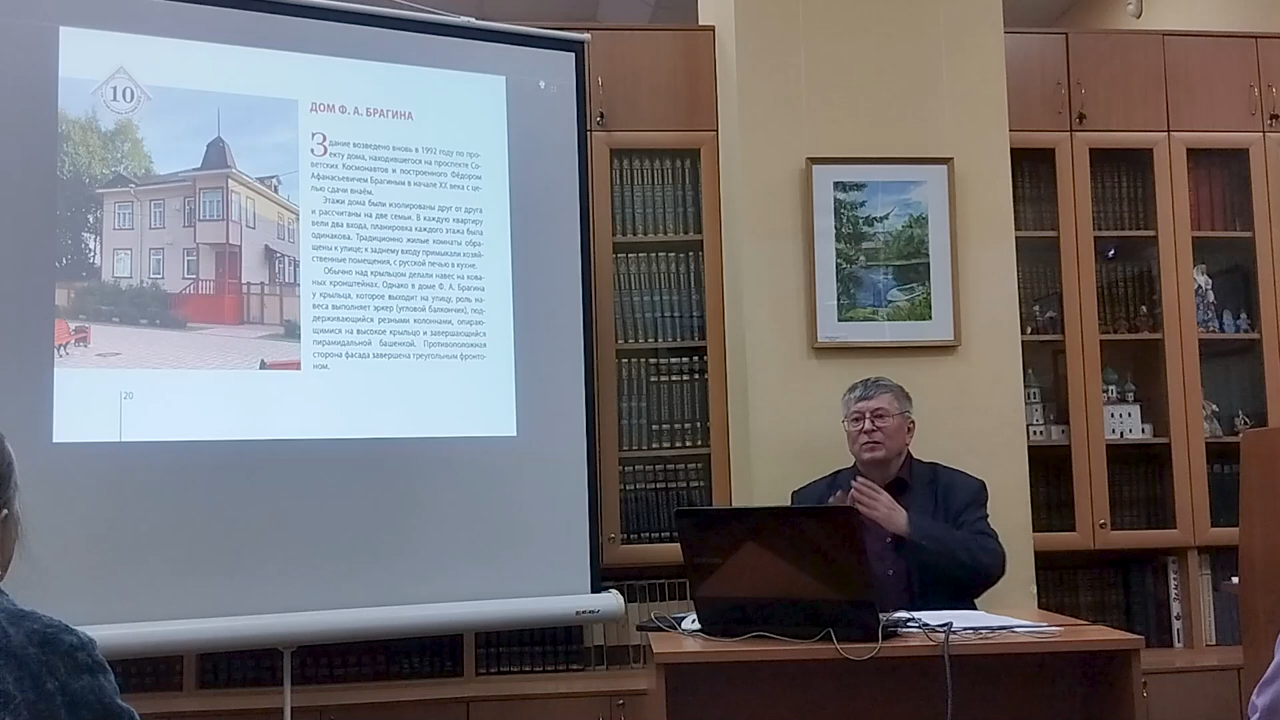 10
ДОМ Ф. А. БРАГИНА
Здание возведено вновь в 1992 году по про-
екту дома, находившегося на проспекте Со-
ветских Космонавтов и построенного Фёдором
Афанасьевичем Брагиным в начале XX века с це-
лью сдачи внаём.
Этажи дома были изолированы друг от друга
и рассчитаны на две семьи. В каждую квартиру
вели два входа, планировка каждого этажа была
одинакова. Традиционно жилые комнаты обра-
щены к улице; к заднему входу примыкали хозяй-
ственные помещения, с русской печью в кухне.
Обычно над крыльцом делали навес на кова-
ных кронштейнах. Однако в доме Ф. А. Брагина
у крыльца, которое выходит на улицу, роль на-
веса выполняет эркер (угловой балкончик), под-
держивающийся резными колоннами, опираю-
щимися на высокое крыльцо и завершающийся
пирамидальной башенкой. Противоположная
сторона фасада завершена треугольным фронто-
ном.
20